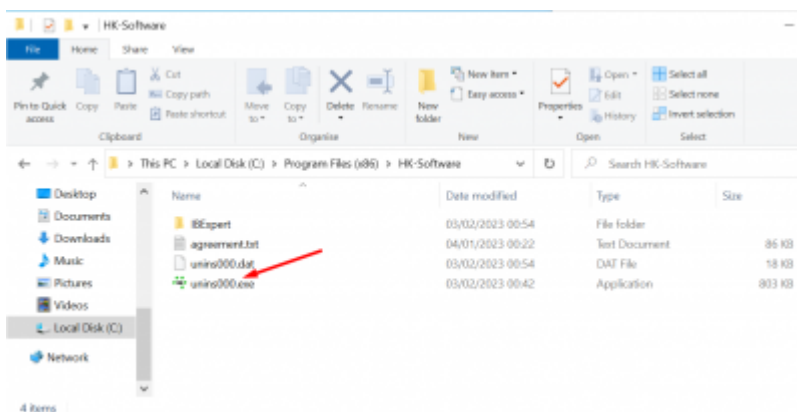 HK-Software
File Home Share View
Pin to Quick access
Copy
Paste
Cut
Copy path
Paste shortcut
Move to
Copy to
Delete
Rename
New folder
New item
Easy access
Properties
Open
Edit
History
Select all
Select none
Invert selection
Clipboard Organise New Open Select
This PC > Local Disk (C:) > Program Files (x86) > HK-Software
Search HK-Software
Name Date modified Type Size
IBExpert 03/02/2023 00:54 File folder
agreement.txt 04/01/2023 00:22 Text Document 86 KB
unins000.dat 03/02/2023 00:54 DAT File 18 KB
unins000.exe 03/02/2023 00:42 Application 803 KB
Desktop
Documents
Downloads
Music
Pictures
Videos
Local Disk (C:)
Network
4 items